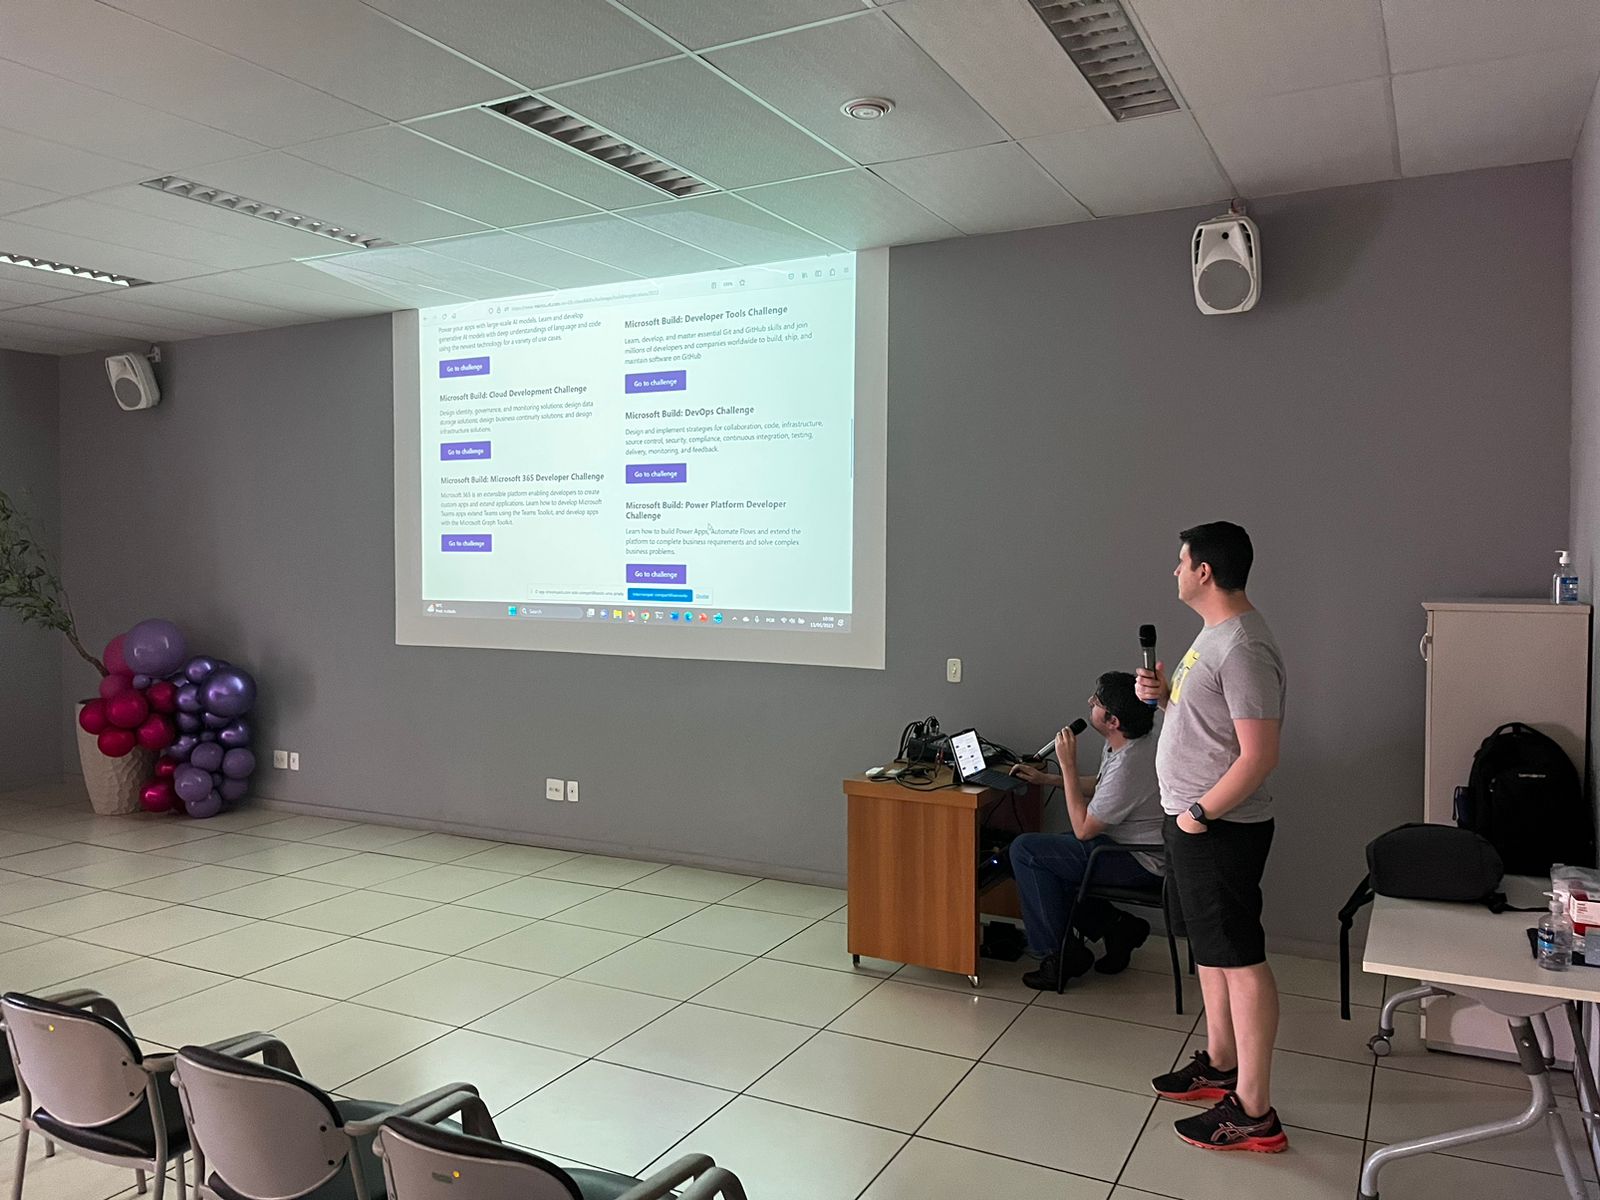 Power your apps with large-scale AI models. Learn and develop
generative AI models with deep understandings of language and code
using the newest technology for a variety of use cases.
Go to challenge
Microsoft Build: Cloud Development Challenge
Design identity, governance, and monitoring solutions; design data
storage solutions; design business continuity solutions; and design
infrastructure solutions.
Go to challenge
Microsoft Build: Microsoft 365 Developer Challenge
Microsoft 365 is an extensible platform enabling developers to create
custom apps and extend applications. Learn how to develop Microsoft
Teams apps extend Teams using the Teams Toolkit, and develop apps
with the Microsoft Graph Toolkit.
Go to challenge
Microsoft Build: Developer Tools Challenge
Learn, develop, and master essential Git and GitHub skills and join
millions of developers and companies worldwide to build, ship, and
maintain software on GitHub
Go to challenge
Microsoft Build: DevOps Challenge
Design and implement strategies for collaboration, code, infrastructure,
source control, security, compliance, continuous integration, testing,
delivery, monitoring, and feedback.
Go to challenge
Microsoft Build: Power Platform Developer
Challenge
Learn how to build Power Apps, Automate Flows and extend the
platform to complete business requirements and solve complex
business problems.
Go to challenge
Search